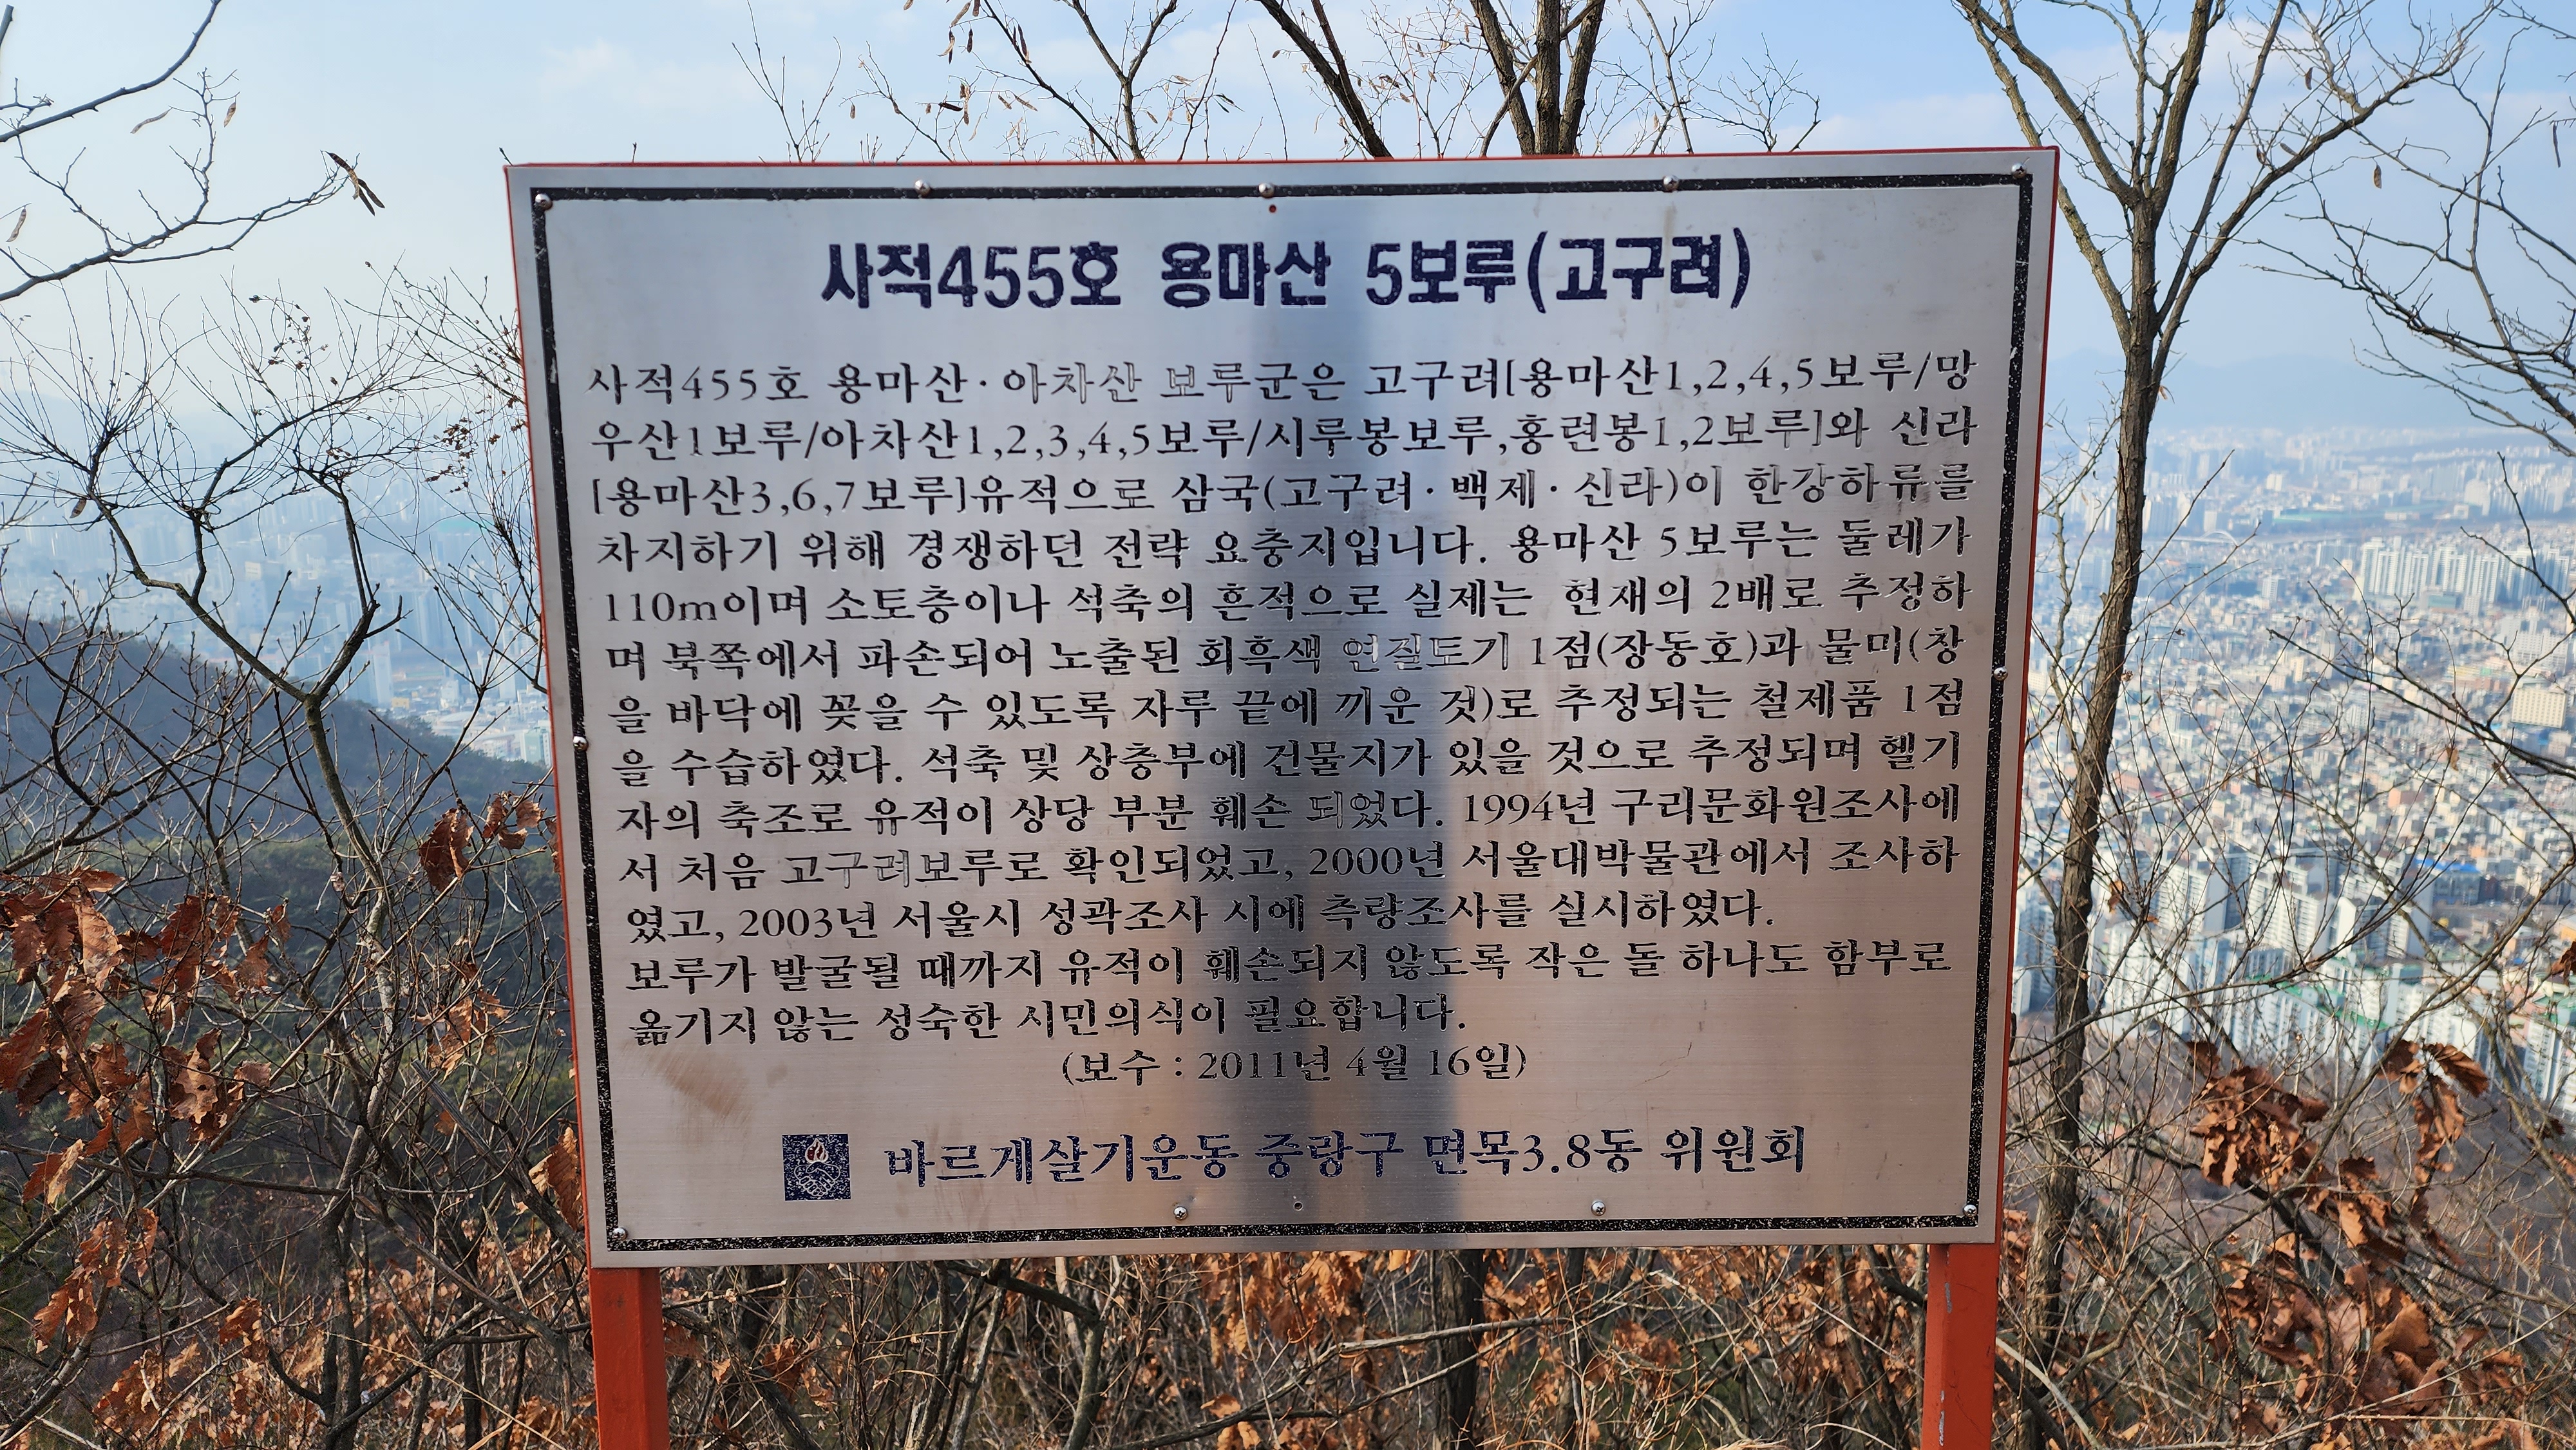 사적455호 용마산 5보루(고구려)
사적455호 용마산·아차산 보루군은 고구려[용마산1,2,4,5보루/망
우산1보루/아차산1,2,3,4,5보루/시루봉보루,홍련봉1,2보루]와 신라
[용마산3,6,7보루]유적으로 삼국(고구려·백제·신라)이 한강하류를
차지하기 위해 경쟁하던 전략 요충지입니다. 용마산 5보루는 둘레가
110m이며 소토층이나 석축의 흔적으로 실제는 현재의 2배로 추정하
며 북쪽에서 파손되어 노출된 회흑색 연질토기 1점(장동호)과 물미(창
을 바닥에 꽂을 수 있도록 자루 끝에 끼운 것)로 추정되는 철제품 1점
을 수습하였다. 석축 및 상층부에 건물지가 있을 것으로 추정되며 헬기
자의 축조로 유적이 상당 부분 훼손 되었다. 1994년 구리문화원조사에
서 처음 고구려보루로 확인되었고, 2000년 서울대박물관에서 조사하
였고, 2003년 서울시 성곽조사 시에 측량조사를 실시하였다.
보루가 발굴될 때까지 유적이 훼손되지 않도록 작은 돌 하나도 함부로
옮기지 않는 성숙한 시민의식이 필요합니다.
(보수 : 2011년 4월 16일)
바르게살기운동 중랑구 면목3.8동 위원회